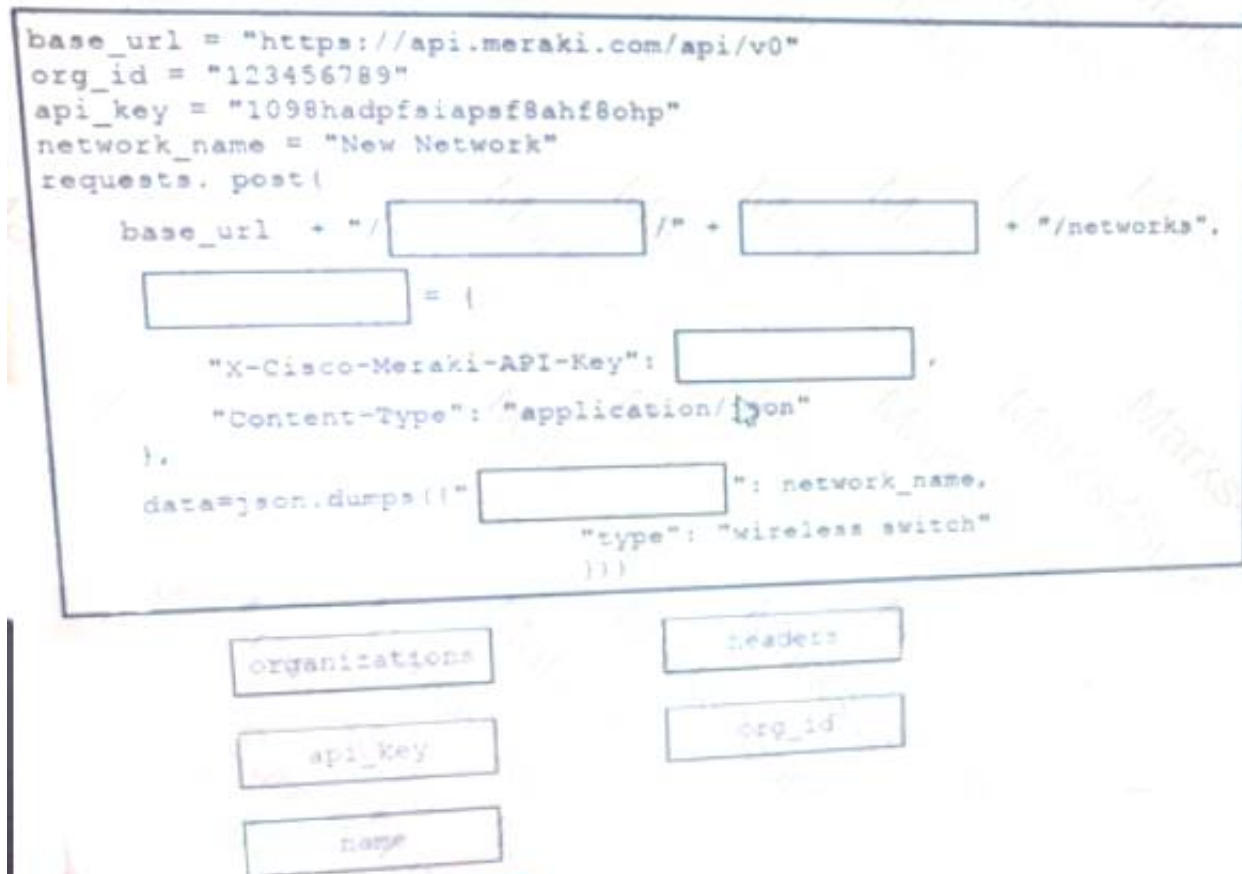 base_url = "https://api.meraki.com/api/v0"
org_id = "123456789"
api_key = "1098hadpfsiapsf8ahf8ohp"
network_name = "New Network"
requests. post(
base_url + "/ /" + + "/networks",
= {
"X-Cisco-Meraki-API-Key": ,
"Content-Type": "application/json"
},
data=json.dumps({" ": network_name,
"type": "wireless switch"
}))
organizations
headers
api_key
org_id
name